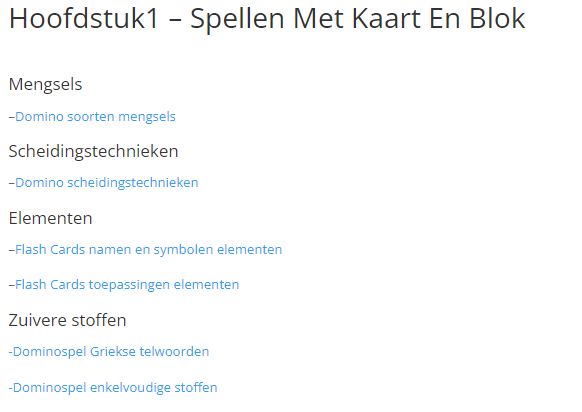 Hoofdstuk1 – Spellen Met Kaart En Blok
Mengsels
–Domino soorten mengsels
Scheidingstechnieken
–Domino scheidingstechnieken
Elementen
–Flash Cards namen en symbolen elementen
–Flash Cards toepassingen elementen
Zuivere stoffen
-Dominospel Griekse telwoorden
-Dominospel enkelvoudige stoffen